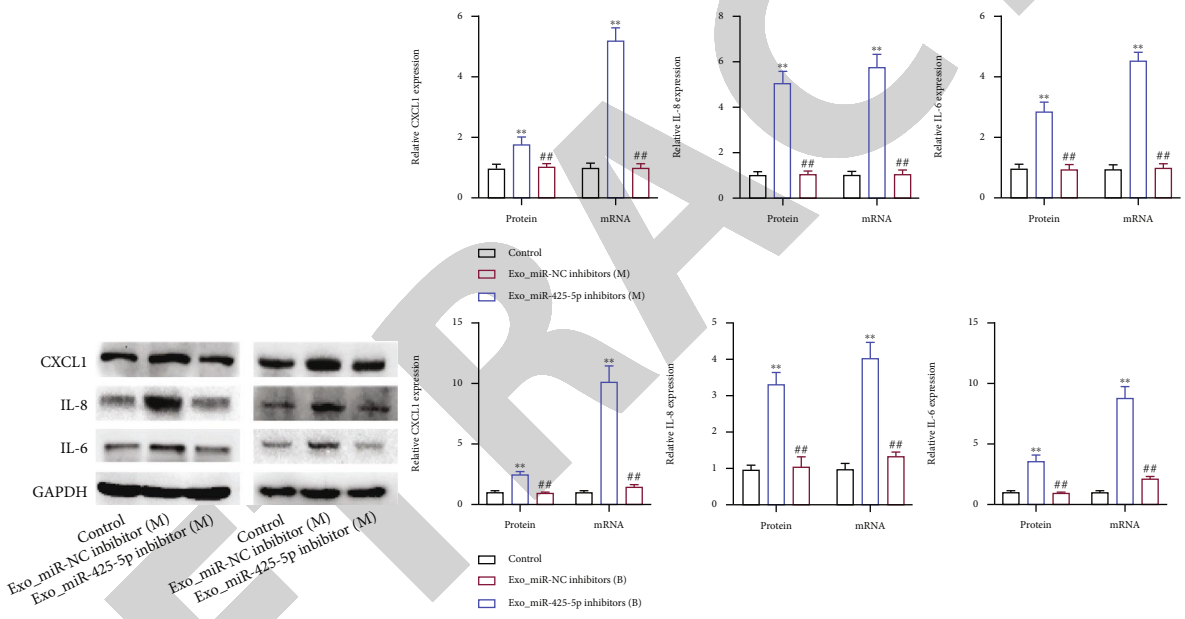 6
4
2
0
Relative CXCL1 expression
**
##
**
##
Protein
mRNA
8
6
4
2
0
Relative IL-8 expression
**
##
**
##
Protein
mRNA
6
4
2
0
Relative IL-6 expression
**
##
**
##
Protein
mRNA
Control
Exo_miR-NC inhibitors (M)
Exo_miR-425-5p inhibitors (M)
CXCL1
IL-8
IL-6
GAPDH
Control
Exo_miR-NC inbibitor (M)
Exo_miR-425-5p inbibitor (M)
Control
Exo_miR-NC inbibitor (M)
Exo_miR-425-5p inbibitor (M)
15
10
5
0
Relative CXCL1 expression
**
##
**
##
Protein
mRNA
5
4
3
2
1
0
Relative IL-8 expression
**
##
**
##
Protein
mRNA
15
10
5
0
Relative IL-6 expression
**
##
**
##
Protein
mRNA
Control
Exo_miR-NC inhibitors (B)
Exo_miR-425-5p inhibitors (B)
ETRAC